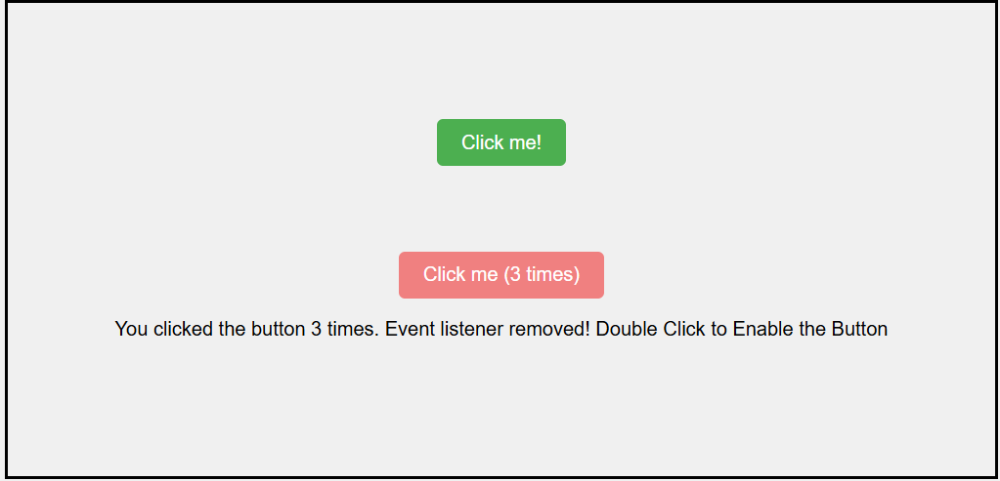 Click me!
Click me (3 times)
You clicked the button 3 times. Event listener removed! Double Click to Enable the Button